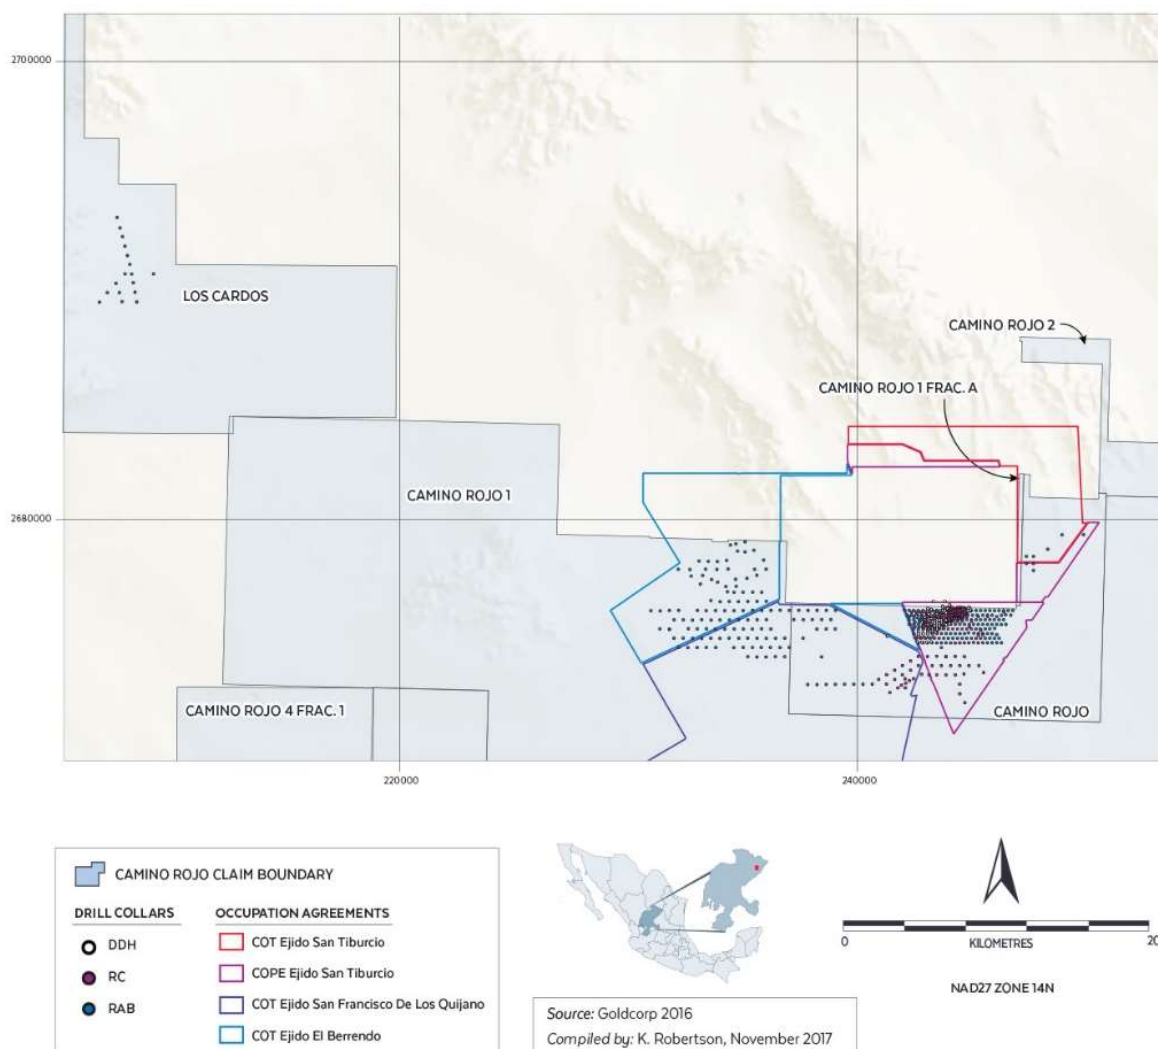 2700000
LOS CARDOS
CAMINO ROJO 2
CAMINO ROJO 1 FRAC. A
CAMINO ROJO 1
2680000
CAMINO ROJO 4 FRAC. 1
CAMINO ROJO
220000
240000
CAMINO ROJO CLAIM BOUNDARY
DRILL COLLARS
DDH
RC
RAB
OCCUPATION AGREEMENTS
COT Ejido San Tiburcio
COPE Ejido San Tiburcio
COT Ejido San Francisco De Los Quijano
COT Ejido El Berrendo
Source: Goldcorp 2016
Compiled by: K. Robertson, November 2017
0
20
KILOMETRES
NAD27 ZONE 14N